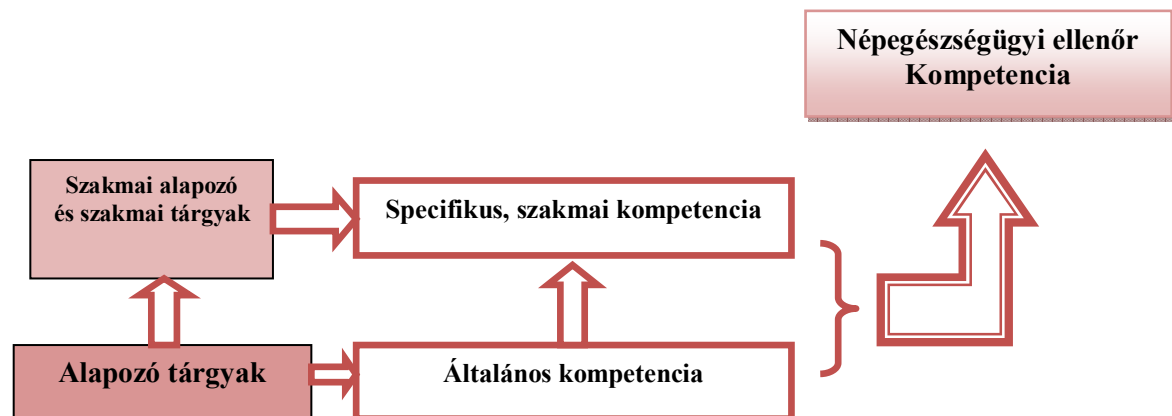 Népegészségügyi ellenőr
Kompetencia
Szakmai alapozó
és szakmai tárgyak
Specifikus, szakmai kompetencia
Alapozó tárgyak
Általános kompetencia